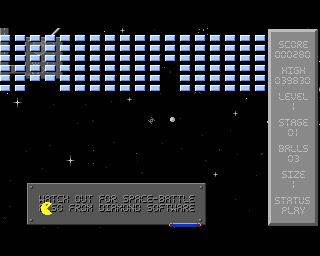 SCORE
000280
HIGH
039830
LEVEL
1
STAGE
01
BALLS
03
SIZE
1
STATUS
PLAY
WATCH OUT FOR SPACE-BATTLE
GO FROM DIAMOND SOFTWARE